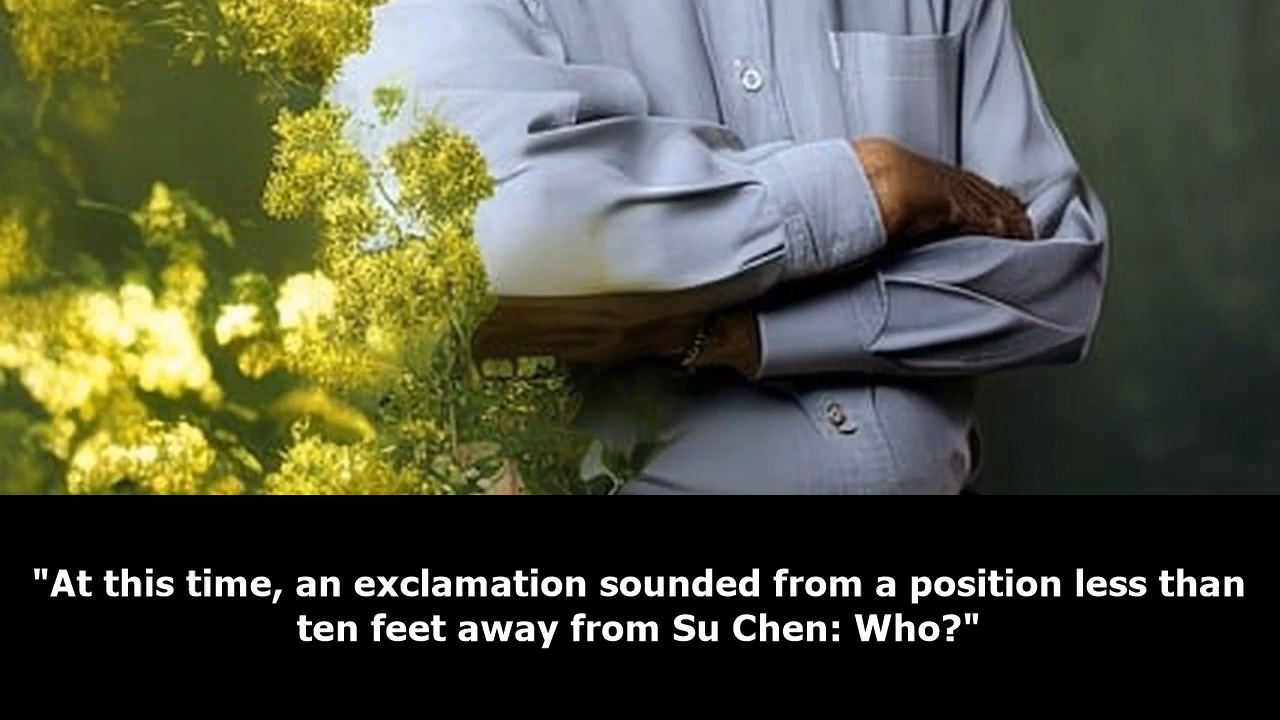 "At this time, an exclamation sounded from a position less than
ten feet away from Su Chen: Who?"